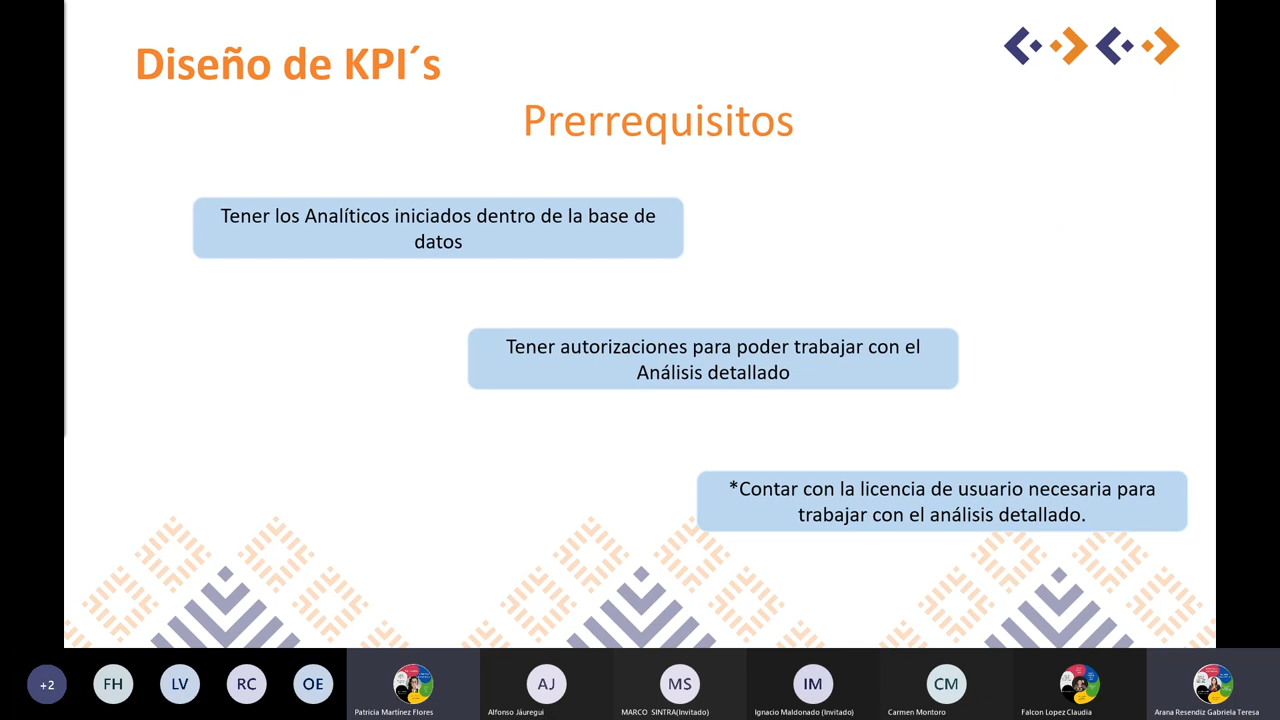 Diseño de KPI´s
Prerrequisitos
Tener los Analíticos iniciados dentro de la base de
datos
Tener autorizaciones para poder trabajar con el
Análisis detallado
*Contar con la licencia de usuario necesaria para
trabajar con el análisis detallado.
+2
FH
LV
RC
OE
AJ
MS
IM
CM
Patricia Martínez Flores
Alfonso Jáuregui
MARCO SINTRA(Invitado)
Ignacio Maldonado (Invitado)
Carmen Montoro
Falcon Lopez Claudia
Arana Resendiz Gabriela Teresa